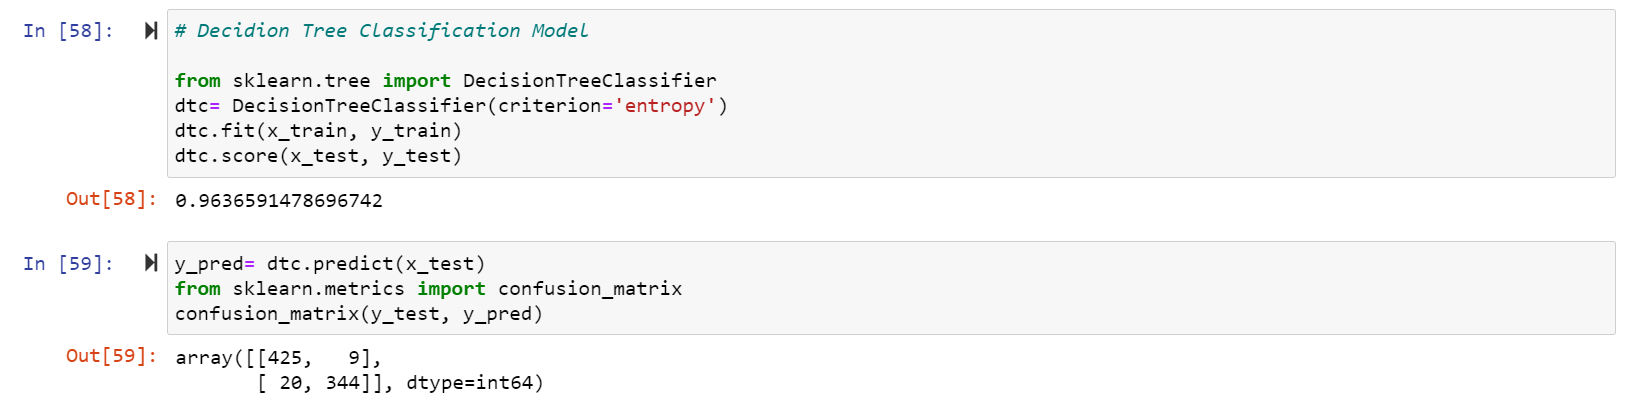 In [58]:
# Decidion Tree Classification Model
from sklearn.tree import DecisionTreeClassifier
dtc= DecisionTreeClassifier(criterion='entropy')
dtc.fit(x_train, y_train)
dtc.score(x_test, y_test)
Out[58]: 0.9636591478696742
In [59]:
y_pred= dtc.predict(x_test)
from sklearn.metrics import confusion_matrix
confusion_matrix(y_test, y_pred)
Out[59]: array([[425,   9],
       [ 20, 344]], dtype=int64)